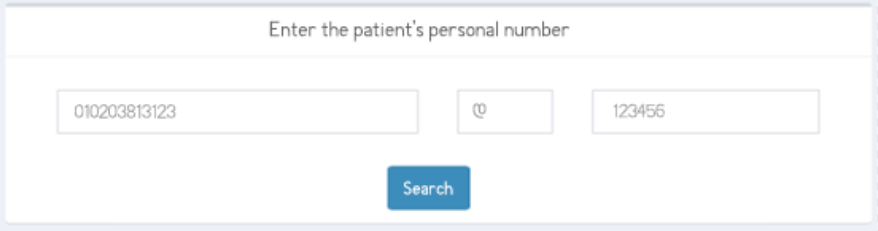 Enter the patient's personal number
010203813123 123456
Search